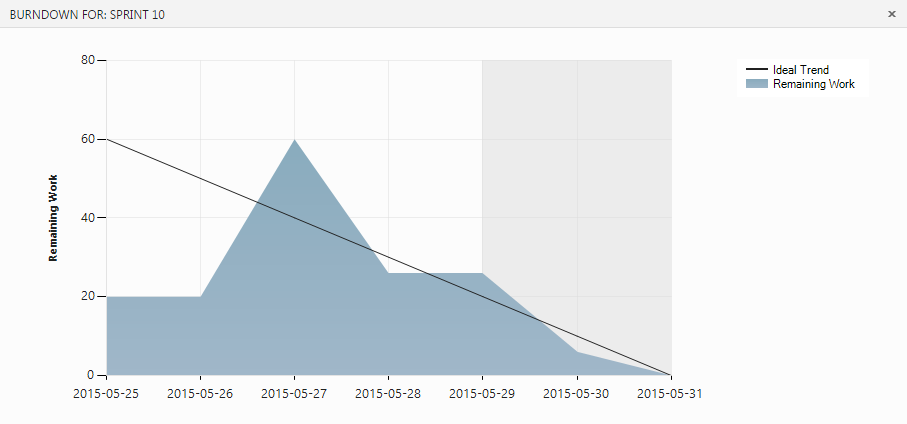 BURNDOWN FOR: SPRINT 10
×
80
60
40
20
0
Remaining Work
2015-05-25 2015-05-26 2015-05-27 2015-05-28 2015-05-29 2015-05-30 2015-05-31
Ideal Trend
Remaining Work